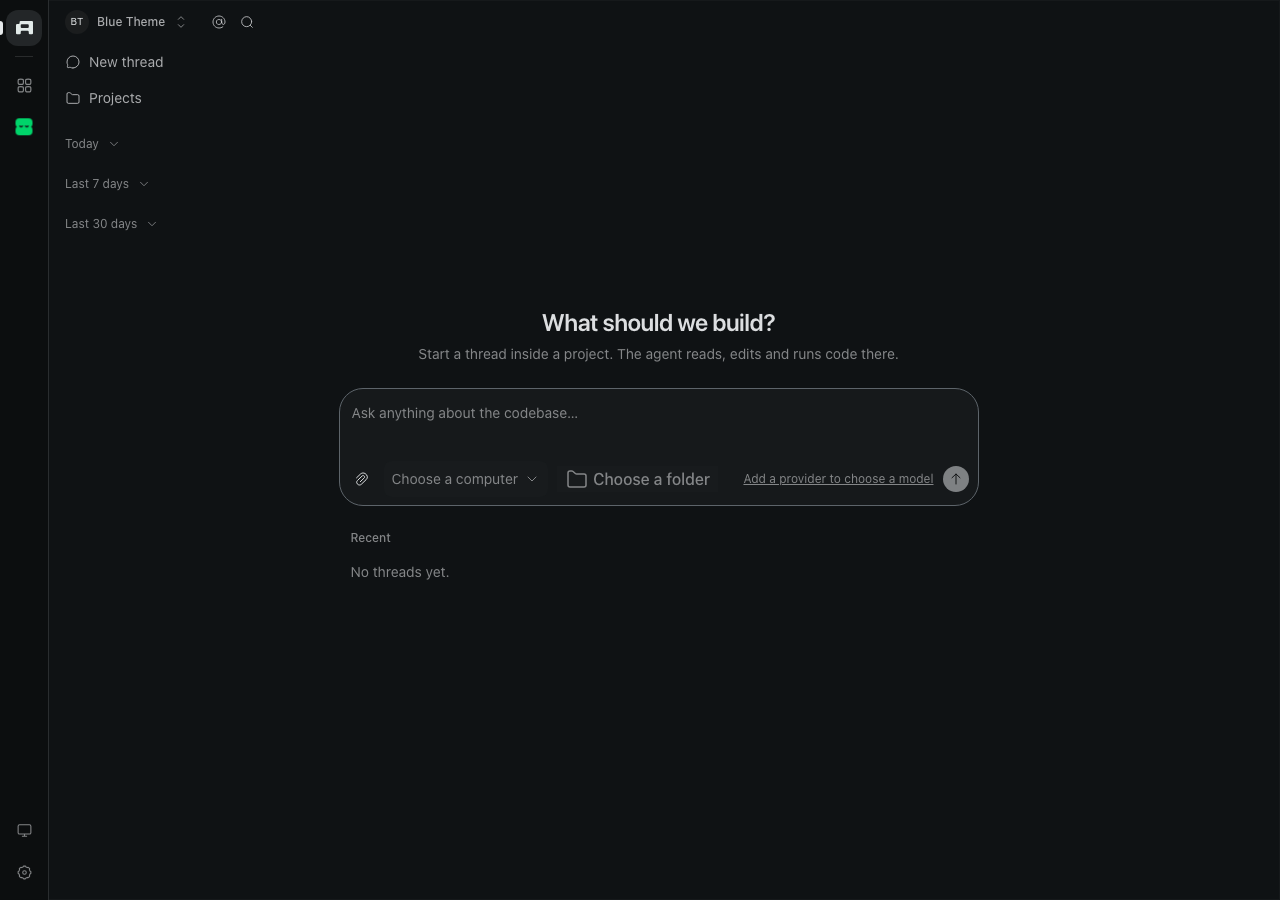 BT Blue Theme
New thread
Projects
Today
Last 7 days
Last 30 days
What should we build?
Start a thread inside a project. The agent reads, edits and runs code there.
Ask anything about the codebase...
Choose a computer Choose a folder Add a provider to choose a model
Recent
No threads yet.